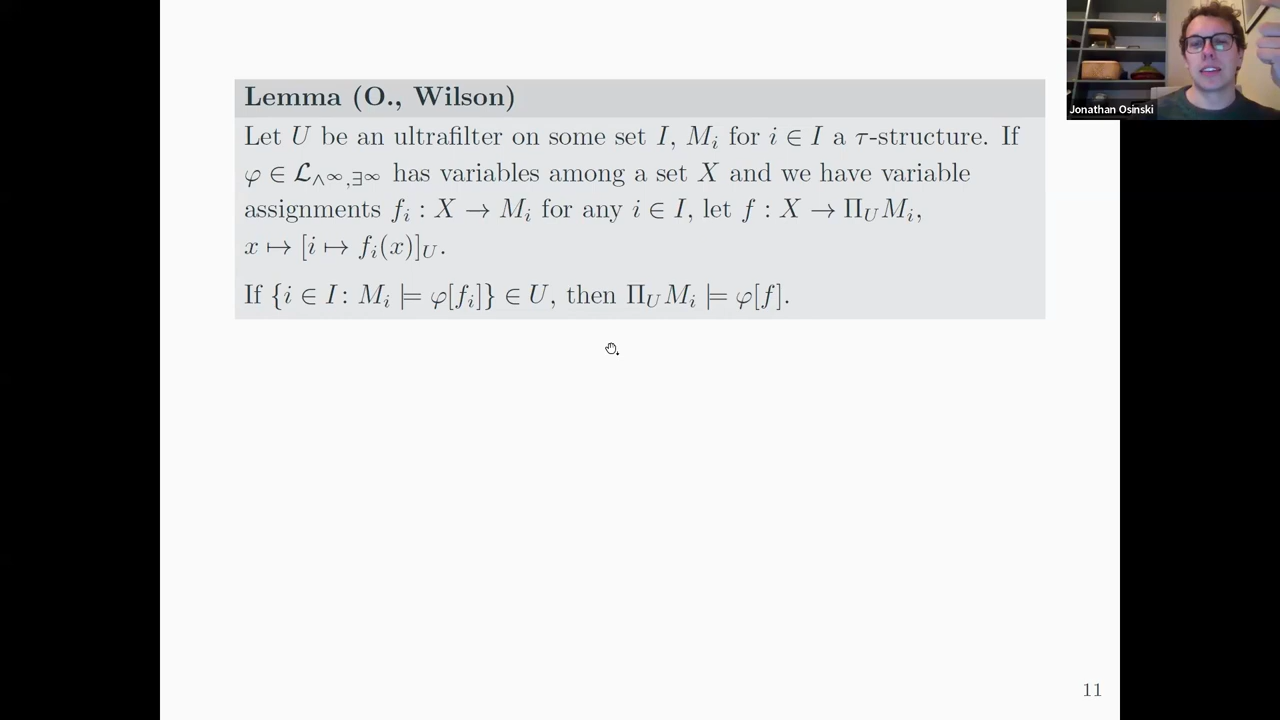 Jonathan Osinski
Lemma (O., Wilson)
Let U be an ultrafilter on some set I, M_i for i ∈ I a τ-structure. If
φ ∈ ℒ_{∧∞,∃∞} has variables among a set X and we have variable
assignments f_i : X → M_i for any i ∈ I, let f : X → Π_U M_i,
x ↦ [i ↦ f_i(x)]_U.
If {i ∈ I : M_i ⊨ φ[f_i]} ∈ U, then Π_U M_i ⊨ φ[f].
11